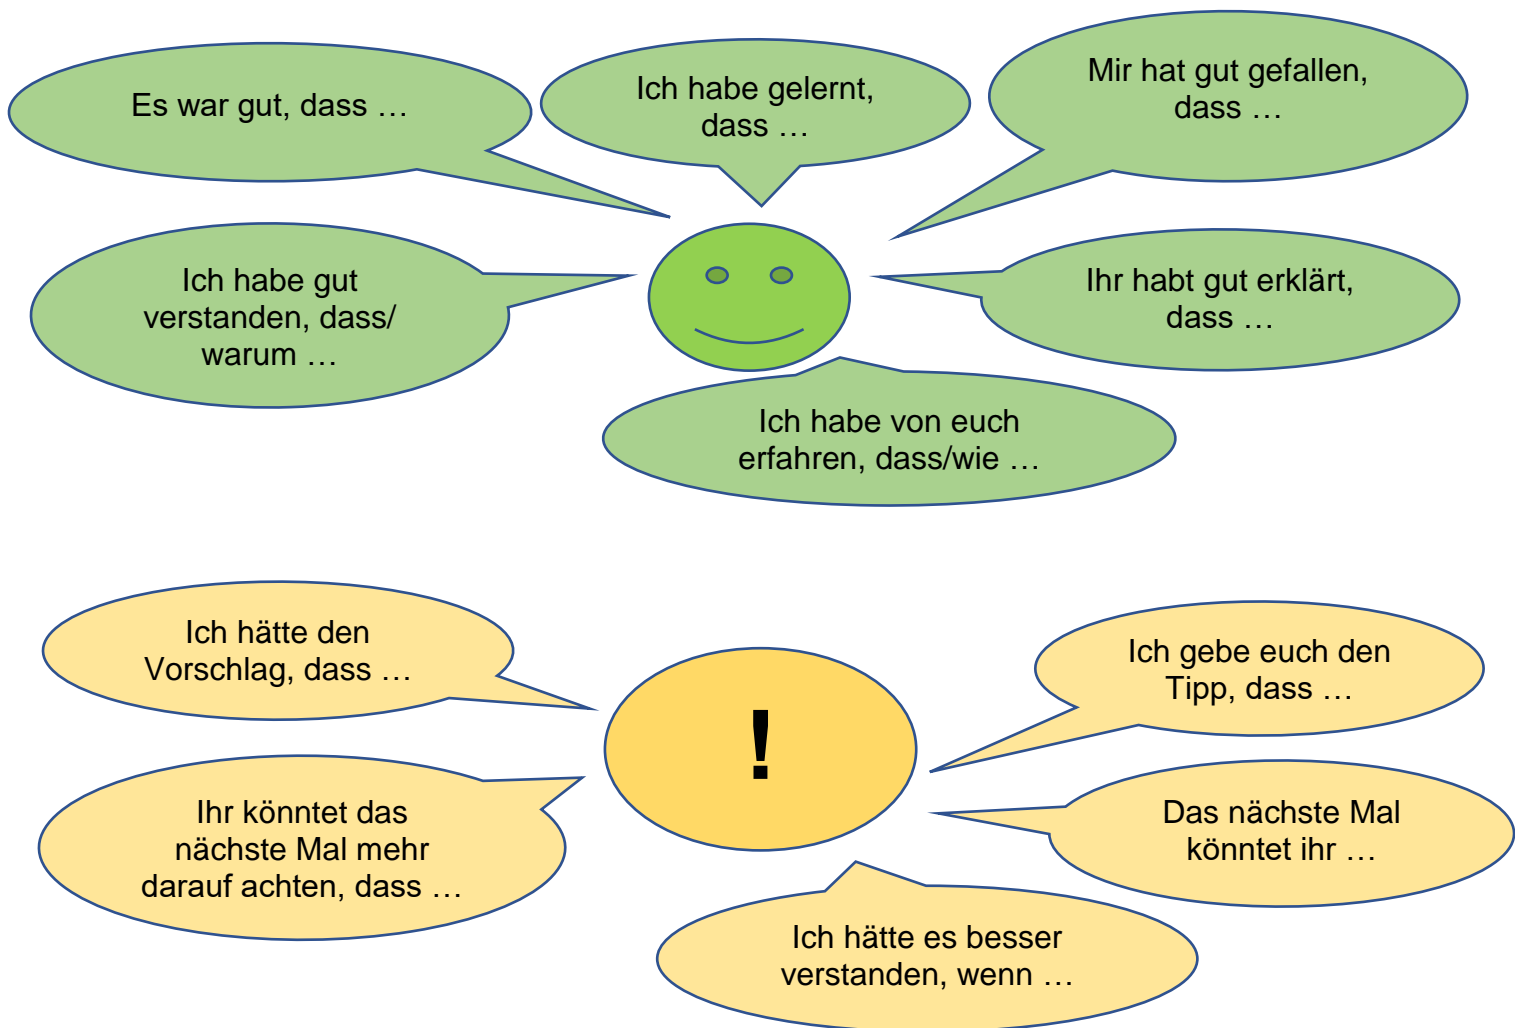 Es war gut, dass …
Ich habe gelernt,
dass …
Mir hat gut gefallen,
dass …
Ich habe gut
verstanden, dass/
warum …
Ihr habt gut erklärt,
dass …
Ich habe von euch
erfahren, dass/wie …
Ich hätte den
Vorschlag, dass …
!
Ich gebe euch den
Tipp, dass …
Ihr könntet das
nächste Mal mehr
darauf achten, dass …
Das nächste Mal
könntet ihr …
Ich hätte es besser
verstanden, wenn …